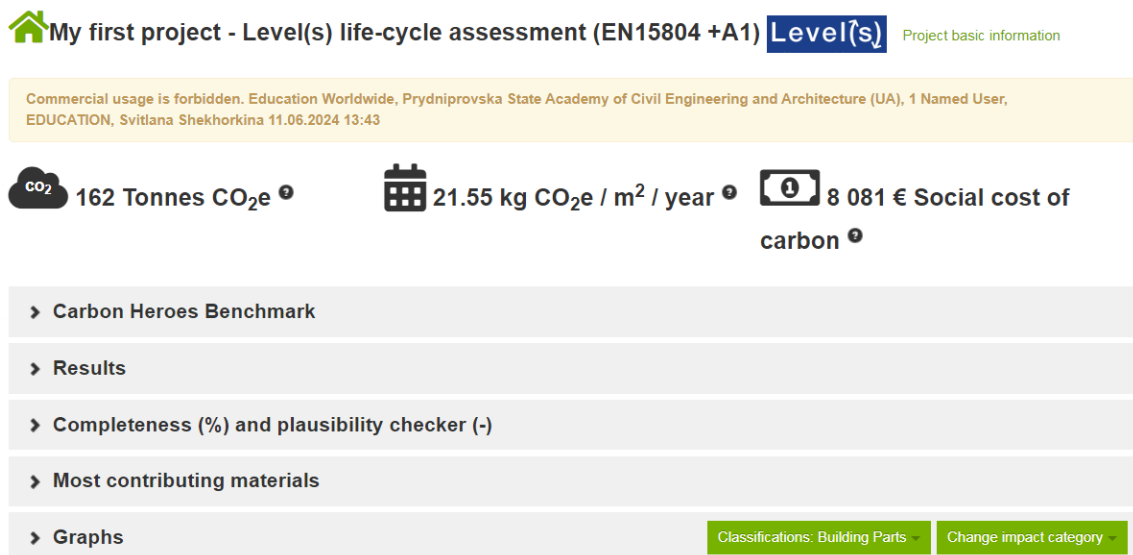 My first project - Level(s) life-cycle assessment (EN15804 +A1) Level(s) Project basic information
Commercial usage is forbidden. Education Worldwide, Prydniprovska State Academy of Civil Engineering and Architecture (UA), 1 Named User,
EDUCATION, Svitlana Shekhorkina 11.06.2024 13:43
CO₂ 162 Tonnes CO₂e ? 21.55 kg CO₂e / m² / year ? 1 8 081 € Social cost of
carbon ?
Carbon Heroes Benchmark
Results
Completeness (%) and plausibility checker (-)
Most contributing materials
Graphs Classifications: Building Parts Change impact category